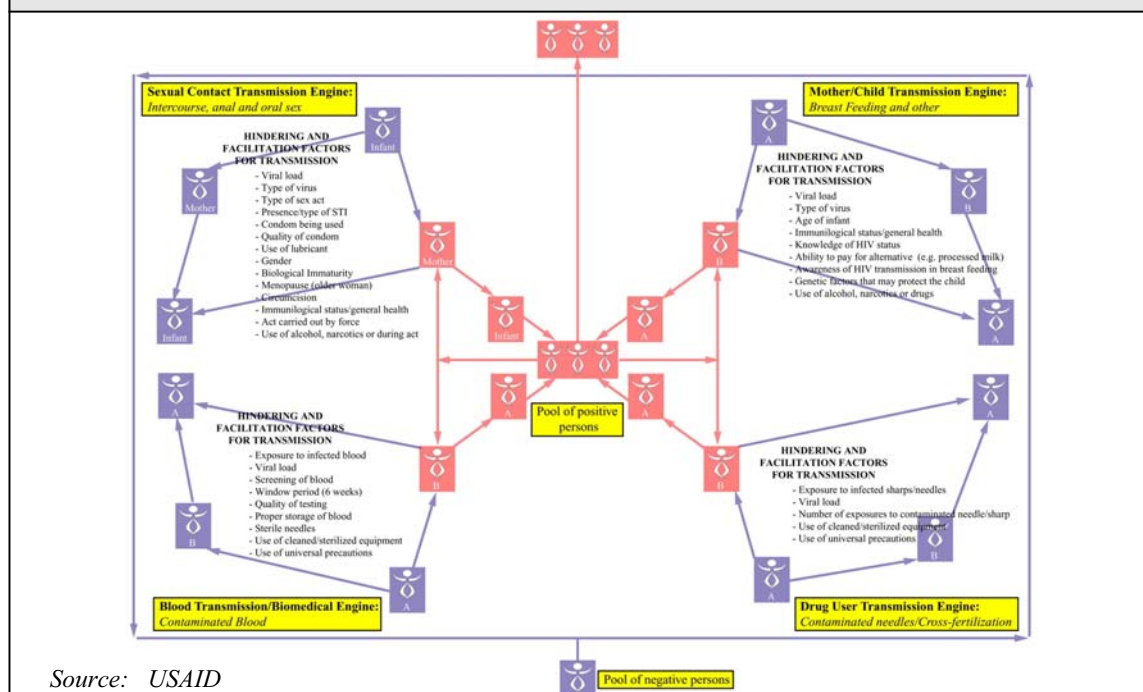 Sexual Contact Transmission Engine:
Intercourse, anal and oral sex
HINDERING AND
FACILITATION FACTORS
FOR TRANSMISSION
- Viral load
- Type of virus
- Type of sex act
- Presence/type of STI
- Condom being used
- Quality of condom
- Use of lubricant
- Gender
- Biological Immaturity
- Menopause (older woman)
- Circumcision
- Immunilogical status/general health
- Act carried out by force
- Use of alcohol, narcotics or during act
Infant
Mother
Infant
Mother
Infant
Mother/Child Transmission Engine:
Breast Feeding and other
HINDERING AND
FACILITATION FACTORS
FOR TRANSMISSION
- Viral load
- Type of virus
- Age of infant
- Immunilogical status/general health
- Knowledge of HIV status
- Ability to pay for alternative (e.g. processed milk)
- Awareness of HIV transmission in breast feeding
- Genetic factors that may protect the child
- Use of alcohol, narcotics or drugs
A
B
A
B
A
Pool of positive
persons
A
A
HINDERING AND
FACILITATION FACTORS
FOR TRANSMISSION
- Exposure to infected blood
- Viral load
- Screening of blood
- Window period (6 weeks)
- Quality of testing
- Proper storage of blood
- Sterile needles
- Use of cleaned/sterilized equipment
- Use of universal precautions
A
B
B
A
Blood Transmission/Biomedical Engine:
Contaminated Blood
HINDERING AND
FACILITATION FACTORS
FOR TRANSMISSION
- Exposure to infected sharps/needles
- Viral load
- Number of exposures to contaminated needle/sharp
- Use of cleaned/sterilized equipment
- Use of universal precautions
A
B
B
A
Drug User Transmission Engine:
Contaminated needles/Cross-fertilization
Pool of negative persons
Source: USAID